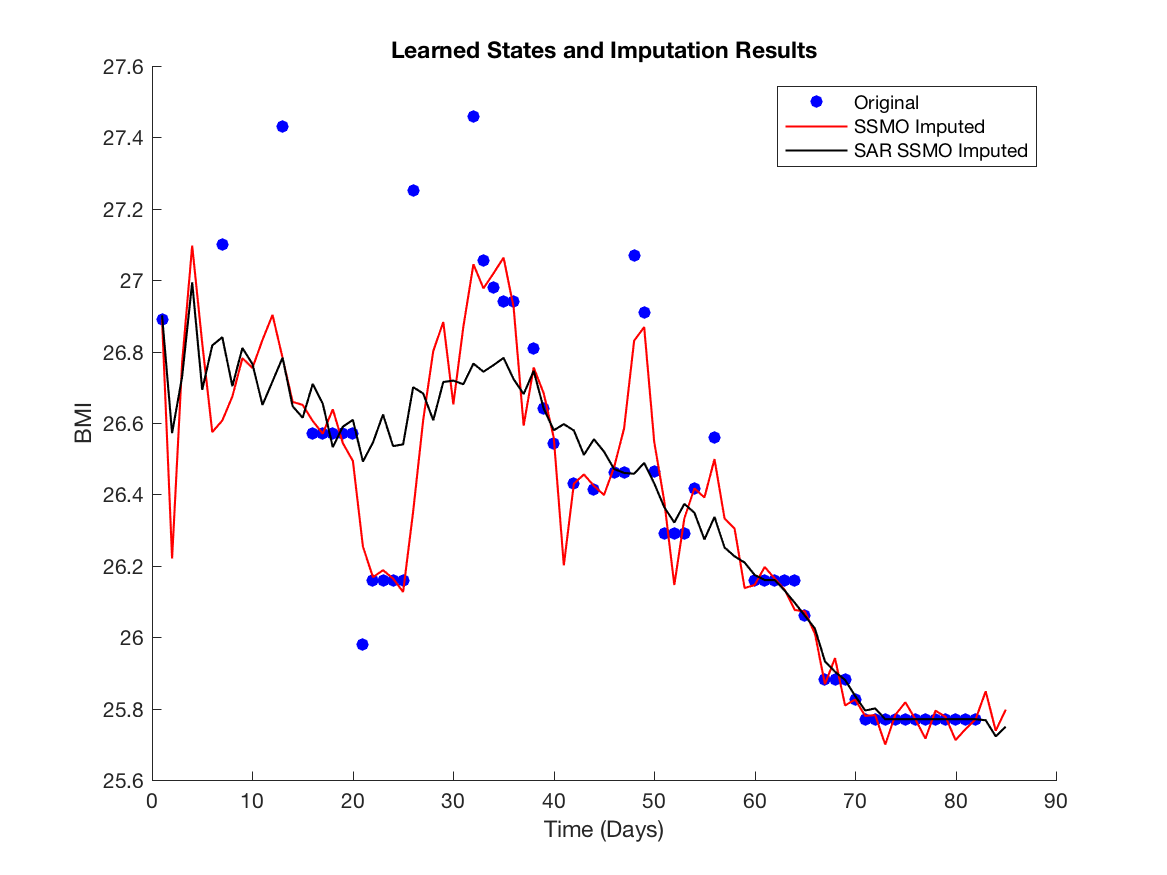 Learned States and Imputation Results
27.6
27.4
27.2
27
26.8
26.6
26.4
26.2
26
25.8
25.6
BMI
Original
SSMO Imputed
SAR SSMO Imputed
0 10 20 30 40 50 60 70 80 90
Time (Days)